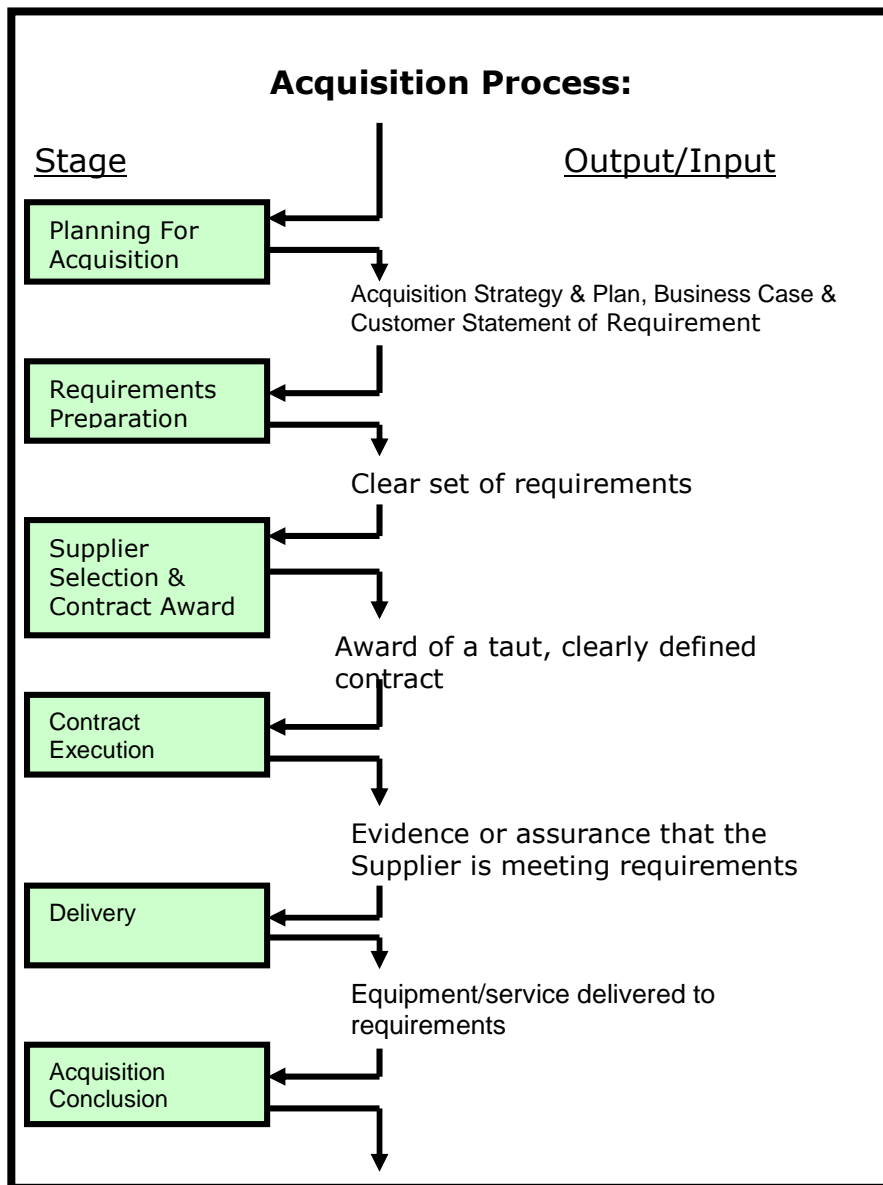 Acquisition Process:
Stage
Output/Input
Planning For
Acquisition
Acquisition Strategy & Plan, Business Case &
Customer Statement of Requirement
Requirements
Preparation
Clear set of requirements
Supplier
Selection &
Contract Award
Award of a taut, clearly defined
contract
Contract
Execution
Evidence or assurance that the
Supplier is meeting requirements
Delivery
Equipment/service delivered to
requirements
Acquisition
Conclusion